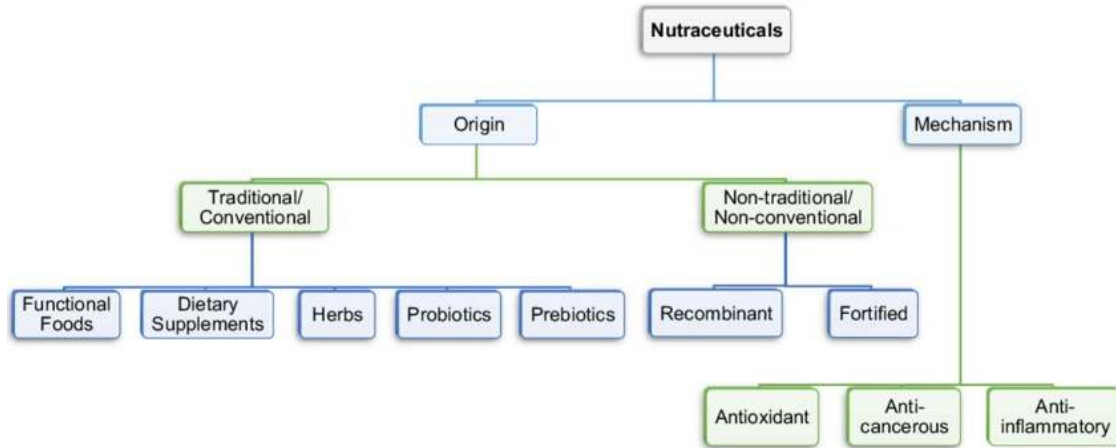 Nutraceuticals
Origin
Mechanism
Traditional/
Conventional
Non-traditional/
Non-conventional
Functional
Foods
Dietary
Supplements
Herbs
Probiotics
Prebiotics
Recombinant
Fortified
Antioxidant
Anti-
cancerous
Anti-
inflammatory